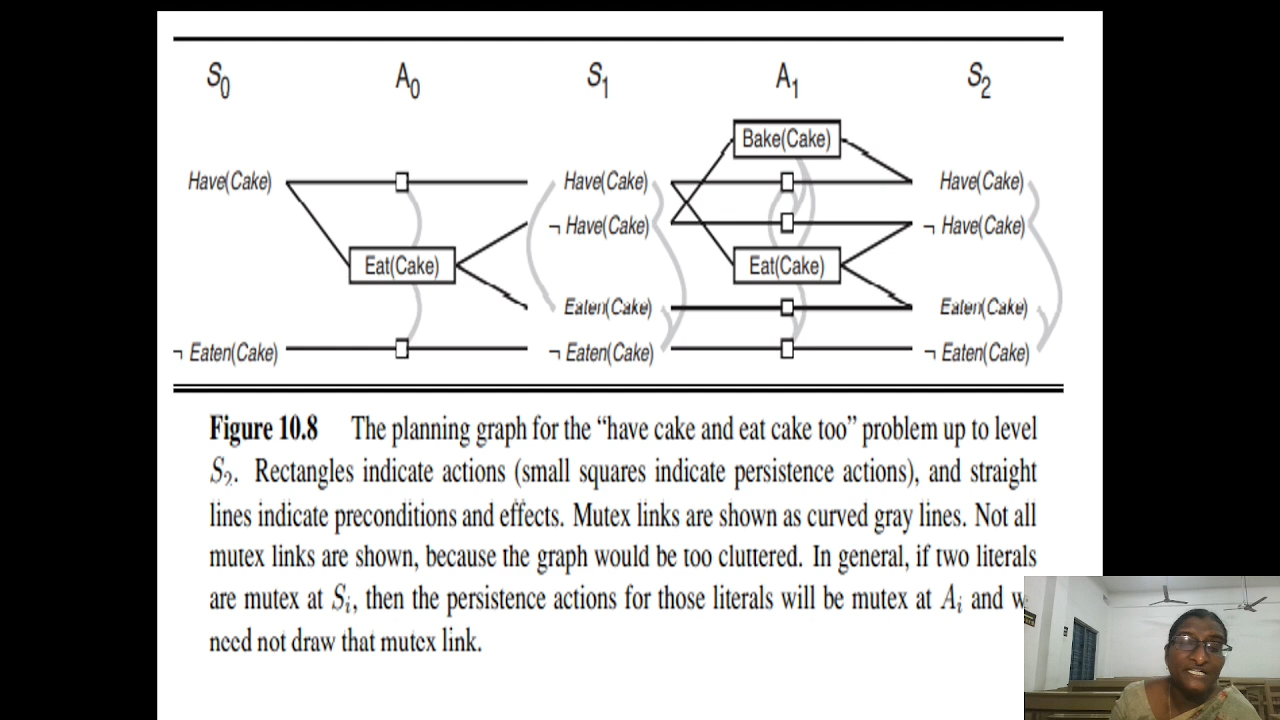 S0 A0 S1 A1 S2
Bake(Cake)
Have(Cake) Have(Cake) Have(Cake)
¬ Have(Cake) ¬ Have(Cake)
Eat(Cake) Eat(Cake)
Eaten(Cake) Eaten(Cake)
¬ Eaten(Cake) ¬ Eaten(Cake) ¬ Eaten(Cake)
Figure 10.8 The planning graph for the “have cake and eat cake too” problem up to level
S2. Rectangles indicate actions (small squares indicate persistence actions), and straight
lines indicate preconditions and effects. Mutex links are shown as curved gray lines. Not all
mutex links are shown, because the graph would be too cluttered. In general, if two literals
are mutex at Si, then the persistence actions for those literals will be mutex at Ai and
need not draw that mutex link.